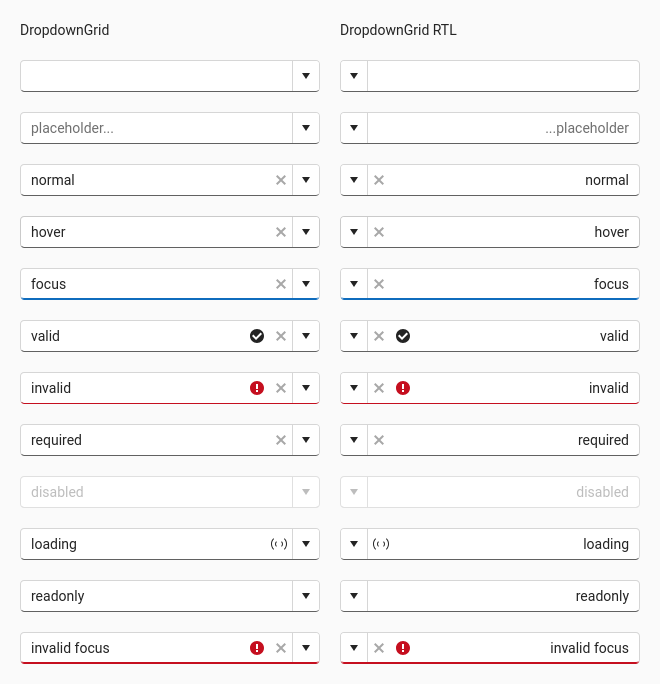 DropdownGrid
DropdownGrid RTL
placeholder...
...placeholder
normal
normal
hover
hover
focus
focus
valid
valid
invalid
invalid
required
required
disabled
disabled
loading
loading
readonly
readonly
invalid focus
invalid focus